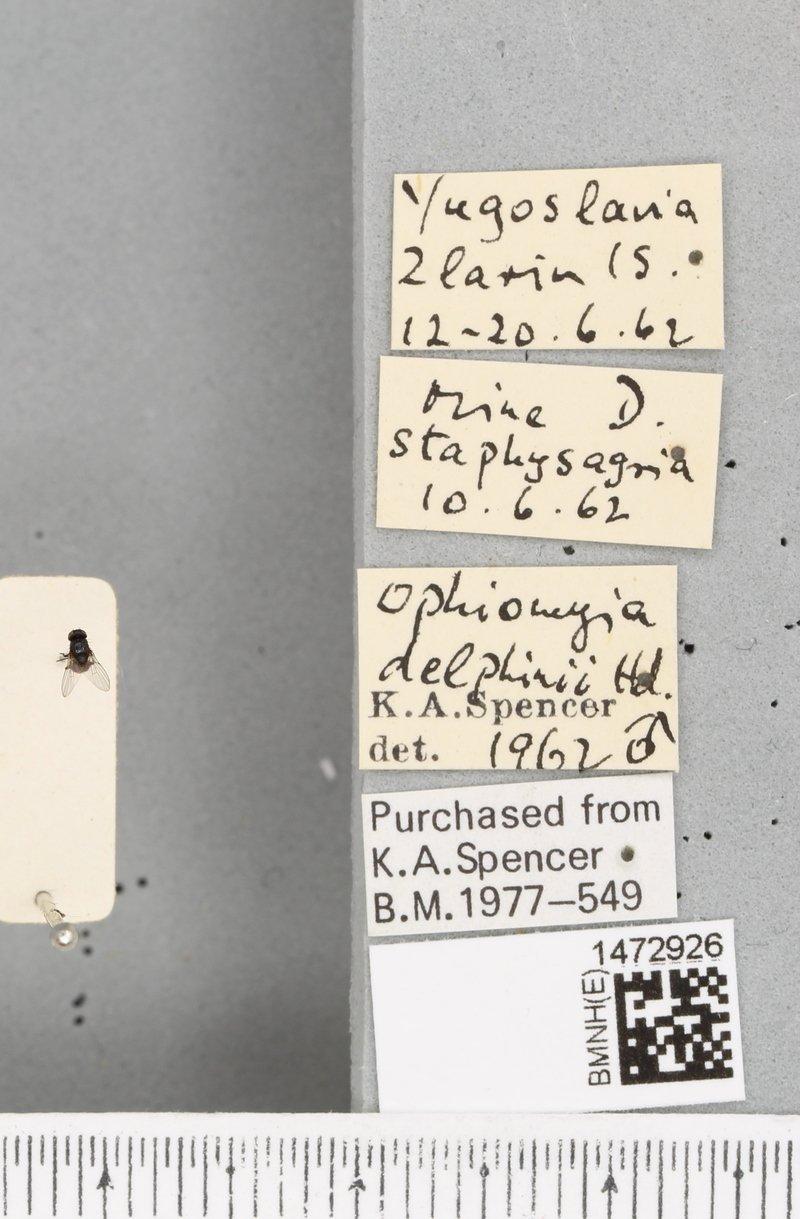 Yugoslavia
Zlarin IS.
12-20.6.62
Mine D.
staphysagria
10.6.62
Ophiomyia
delphinii Hd.
K.A.Spencer
det. 1962 ♂
Purchased from
K.A.Spencer
B.M.1977–549
1472926
BMNH(E)